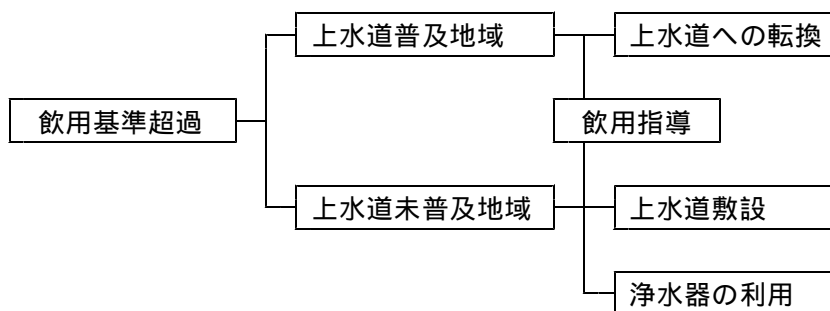 上水道普及地域
上水道への転換
飲用基準超過
飲用指導
上水道未普及地域
上水道敷設
浄水器の利用